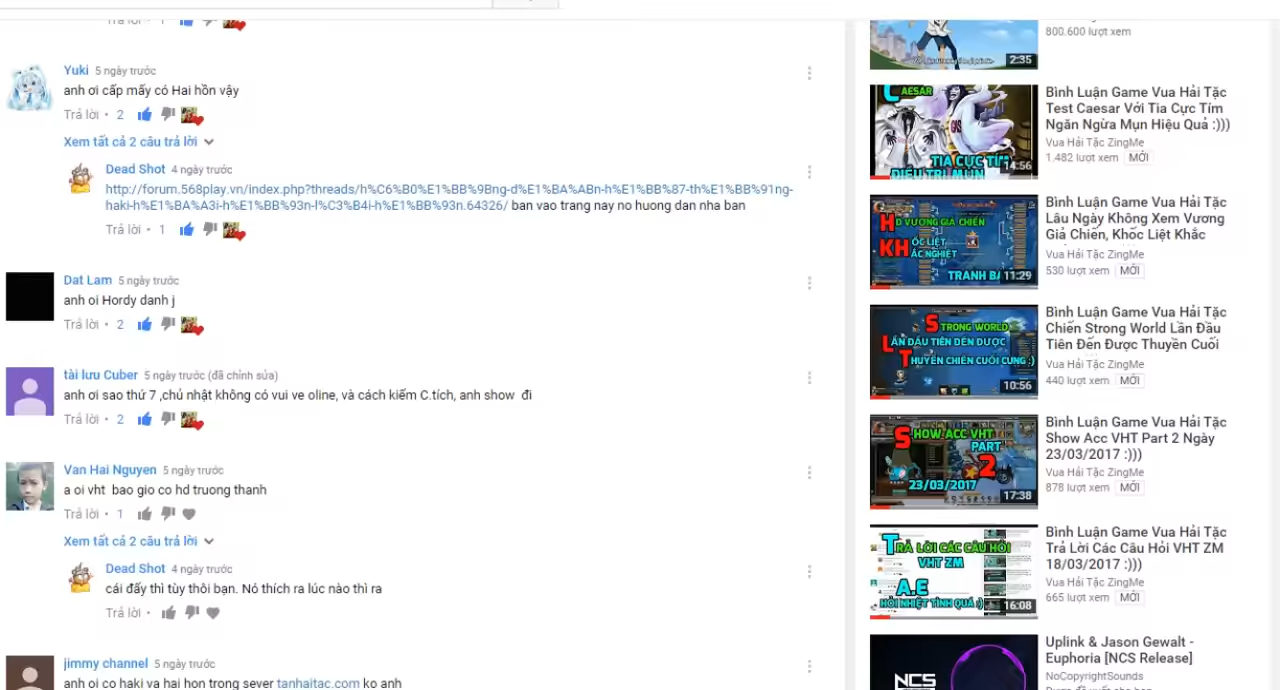 Trả lời • 1
Yuki 5 ngày trước
anh ơi cấp mấy có Hai hồn vậy
Trả lời • 2
Xem tất cả 2 câu trả lời
Dead Shot 4 ngày trước
http://forum.568play.vn/index.php?threads/h%C6%B0%E1%BB%9Bng-d%E1%BA%ABn-h%E1%BB%87-th%E1%BB%91ng-
haki-h%E1%BA%A3i-h%E1%BB%93n-l%C3%B4i-h%E1%BB%93n.64326/ ban vao trang nay no huong dan nha ban
Trả lời • 1
Dat Lam 5 ngày trước
anh oi Hordy danh j
Trả lời • 2
tài lưu Cuber 5 ngày trước (đã chỉnh sửa)
anh ơi sao thứ 7 ,chủ nhật không có vui ve oline, và cách kiếm C.tích, anh show đi
Trả lời • 2
Van Hai Nguyen 5 ngày trước
a oi vht bao gio co hd truong thanh
Trả lời • 1
Xem tất cả 2 câu trả lời
Dead Shot 4 ngày trước
cái đấy thì tùy thôi bạn. Nó thích ra lúc nào thì ra
Trả lời •
jimmy channel 5 ngày trước
anh oi co haki va hai hon trong sever tanhaitac.com ko anh
800.600 lượt xem
2:35
CAESAR
TIA CỰC TÍM
ĐIỀU TRỊ MỤN
14:56
Bình Luận Game Vua Hải Tặc
Test Caesar Với Tia Cực Tím
Ngăn Ngừa Mụn Hiệu Quả :)))
Vua Hải Tặc ZingMe
1.482 lượt xem MỚI
HD VƯƠNG GIẢ CHIẾN
KHỐC LIỆT
KHẮC NGHIỆT
TRANH BÁ
11:29
Bình Luận Game Vua Hải Tặc
Lâu Ngày Không Xem Vương
Giả Chiến, Khốc Liệt Khắc
Vua Hải Tặc ZingMe
530 lượt xem MỚI
STRONG WORLD
LẦN ĐẦU TIÊN ĐẾN ĐƯỢC
THUYỀN CHIẾN CUỐI CÙNG :)
10:56
Bình Luận Game Vua Hải Tặc
Chiến Strong World Lần Đầu
Tiên Đến Được Thuyền Cuối
Vua Hải Tặc ZingMe
440 lượt xem MỚI
SHOW ACC VHT
PART
2
23/03/2017
17:38
Bình Luận Game Vua Hải Tặc
Show Acc VHT Part 2 Ngày
23/03/2017 :)))
Vua Hải Tặc ZingMe
878 lượt xem MỚI
TRẢ LỜI CÁC CÂU HỎI
VHT ZM
A.E
HỎI NHIỆT TÌNH QUÁ :)
16:08
Bình Luận Game Vua Hải Tặc
Trả Lời Các Câu Hỏi VHT ZM
18/03/2017 :)))
Vua Hải Tặc ZingMe
665 lượt xem MỚI
NCS
Uplink & Jason Gewalt -
Euphoria [NCS Release]
NoCopyrightSounds